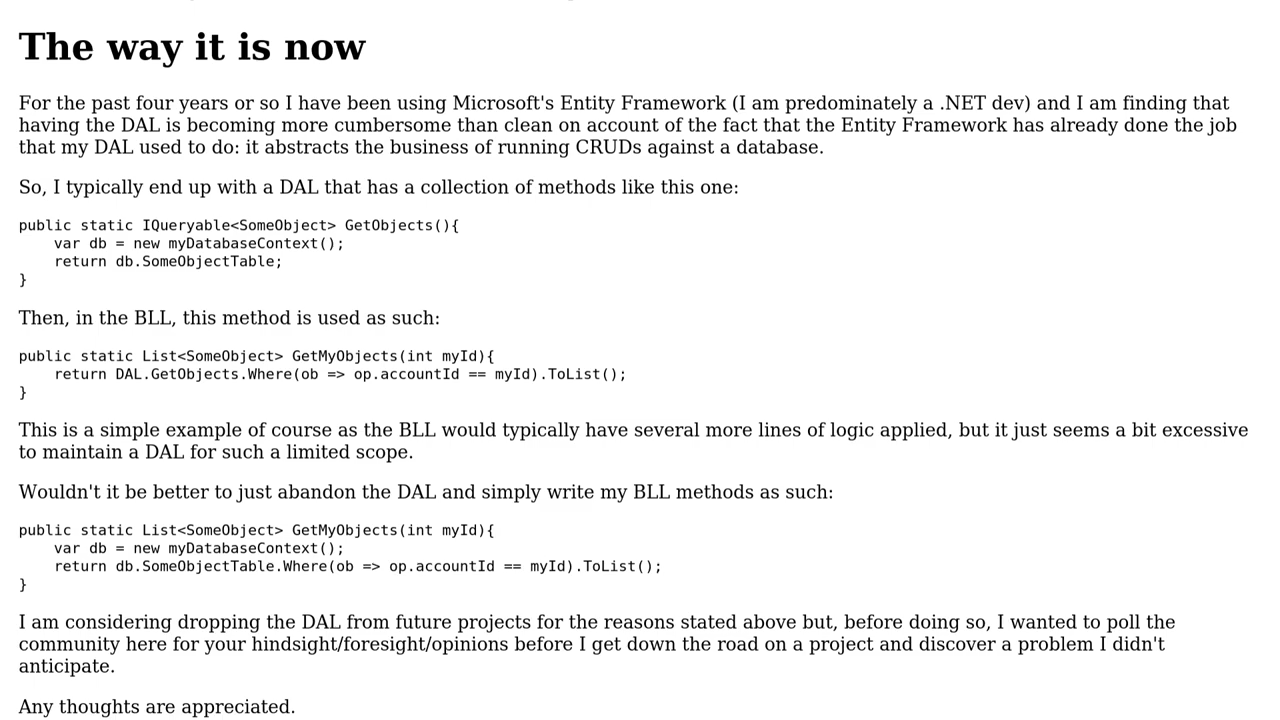 The way it is now
For the past four years or so I have been using Microsoft's Entity Framework (I am predominately a .NET dev) and I am finding that
having the DAL is becoming more cumbersome than clean on account of the fact that the Entity Framework has already done the job
that my DAL used to do: it abstracts the business of running CRUDs against a database.
So, I typically end up with a DAL that has a collection of methods like this one:
public static IQueryable<SomeObject> GetObjects(){
    var db = new myDatabaseContext();
    return db.SomeObjectTable;
}
Then, in the BLL, this method is used as such:
public static List<SomeObject> GetMyObjects(int myId){
    return DAL.GetObjects.Where(ob => op.accountId == myId).ToList();
}
This is a simple example of course as the BLL would typically have several more lines of logic applied, but it just seems a bit excessive
to maintain a DAL for such a limited scope.
Wouldn't it be better to just abandon the DAL and simply write my BLL methods as such:
public static List<SomeObject> GetMyObjects(int myId){
    var db = new myDatabaseContext();
    return db.SomeObjectTable.Where(ob => op.accountId == myId).ToList();
}
I am considering dropping the DAL from future projects for the reasons stated above but, before doing so, I wanted to poll the
community here for your hindsight/foresight/opinions before I get down the road on a project and discover a problem I didn't
anticipate.
Any thoughts are appreciated.